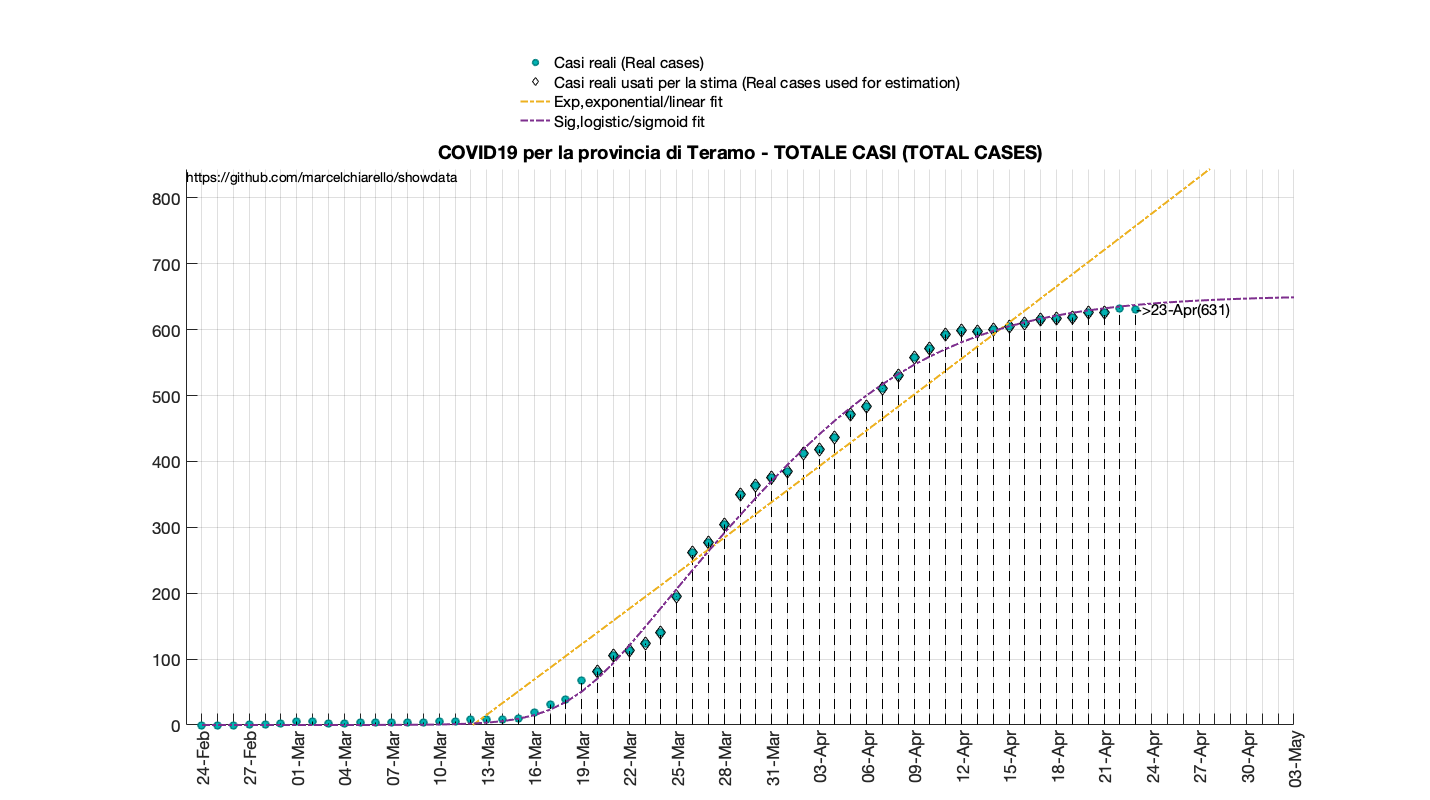 Casi reali (Real cases)
Casi reali usati per la stima (Real cases used for estimation)
Exp,exponential/linear fit
Sig,logistic/sigmoid fit
COVID19 per la provincia di Teramo - TOTALE CASI (TOTAL CASES)
https://github.com/marcelchiarello/showdata
800
700
600
500
400
300
200
100
0
->23-Apr(631)
24-Feb
27-Feb
01-Mar
04-Mar
07-Mar
10-Mar
13-Mar
16-Mar
19-Mar
22-Mar
25-Mar
28-Mar
31-Mar
03-Apr
06-Apr
09-Apr
12-Apr
15-Apr
18-Apr
21-Apr
24-Apr
27-Apr
30-Apr
03-May